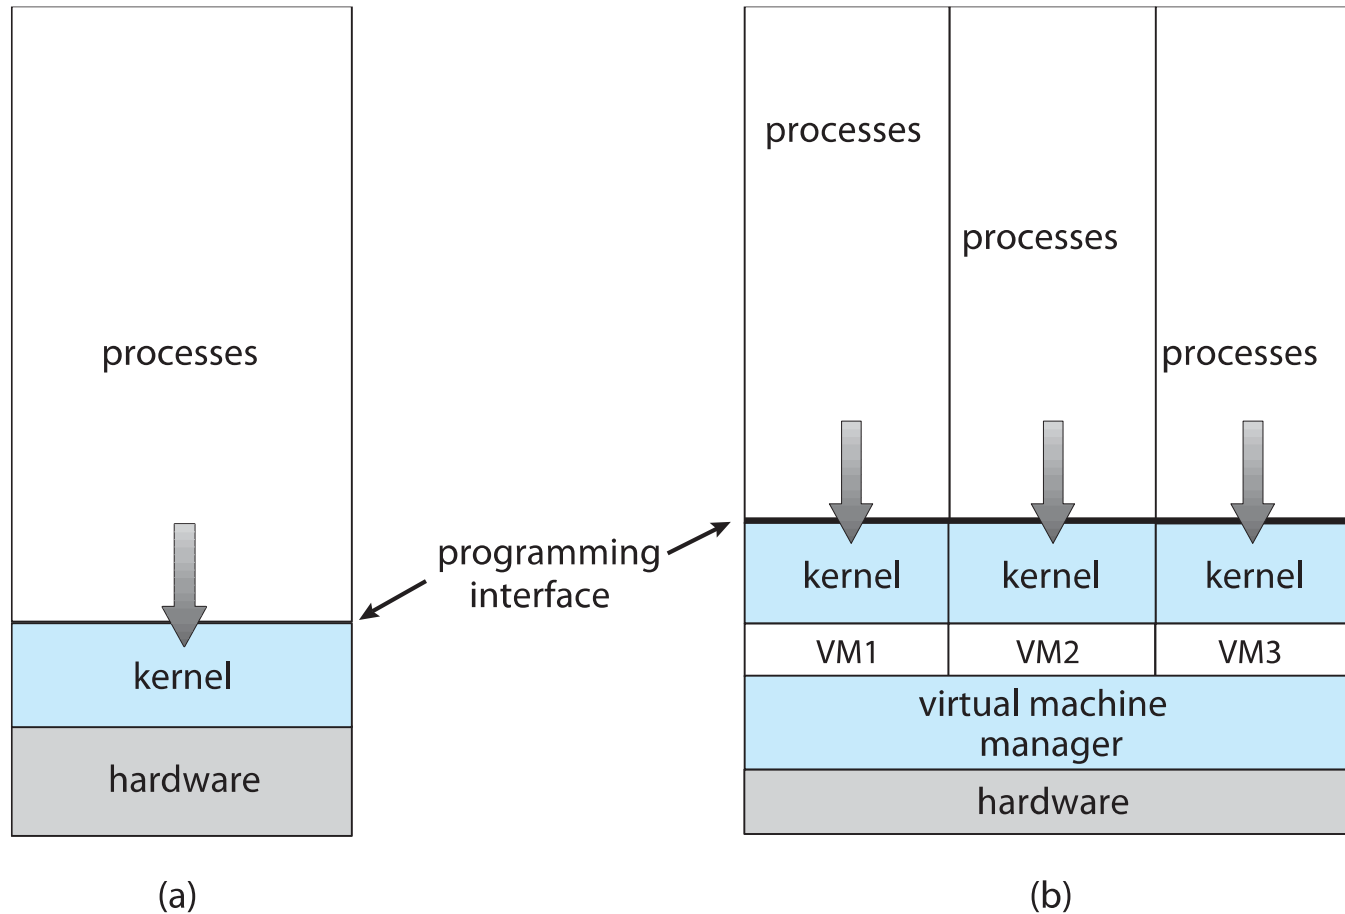 processes
kernel
hardware
(a)
programming
interface
processes
processes
processes
kernel
kernel
kernel
VM1
VM2
VM3
virtual machine
manager
hardware
(b)